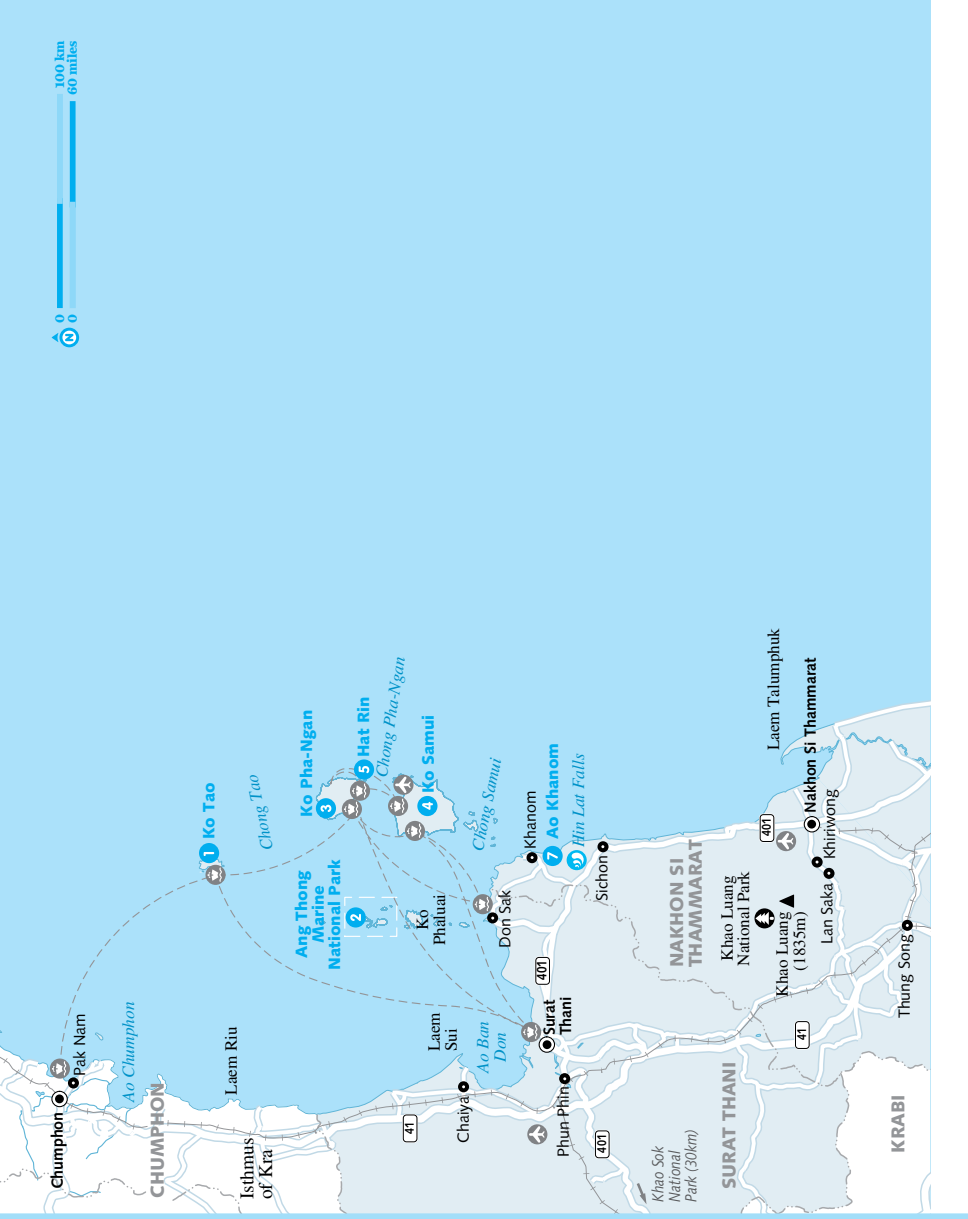 0
100 km
N
0
60 miles
Chumphon
Pak Nam
Ao Chumphon
CHUMPHON
Laem Riu
Isthmus
of Kra
1 Ko Tao
Chong Tao
Ang Thong
Marine
National Park
2
Ko Pha-Ngan
3
5 Hat Rin
Chong Pha-Ngan
4 Ko Samui
Ko
Phaluai
Chong Samui
Laem
Sui
Ao Ban
Don
41
Chaiya
Don Sak
Khanom
7 Ao Khanom
Hin Lat Falls
Sichon
401
Surat
Thani
Phun Phin
401
Khao Sok
National
Park (30km)
SURAT THANI
NAKHON SI
THAMMARAT
Khao Luang
National Park
Khao Luang
(1835m)
401
Laem Talumphuk
Nakhon Si Thammarat
Khiriwong
Lan Saka
41
Thung Song
KRABI